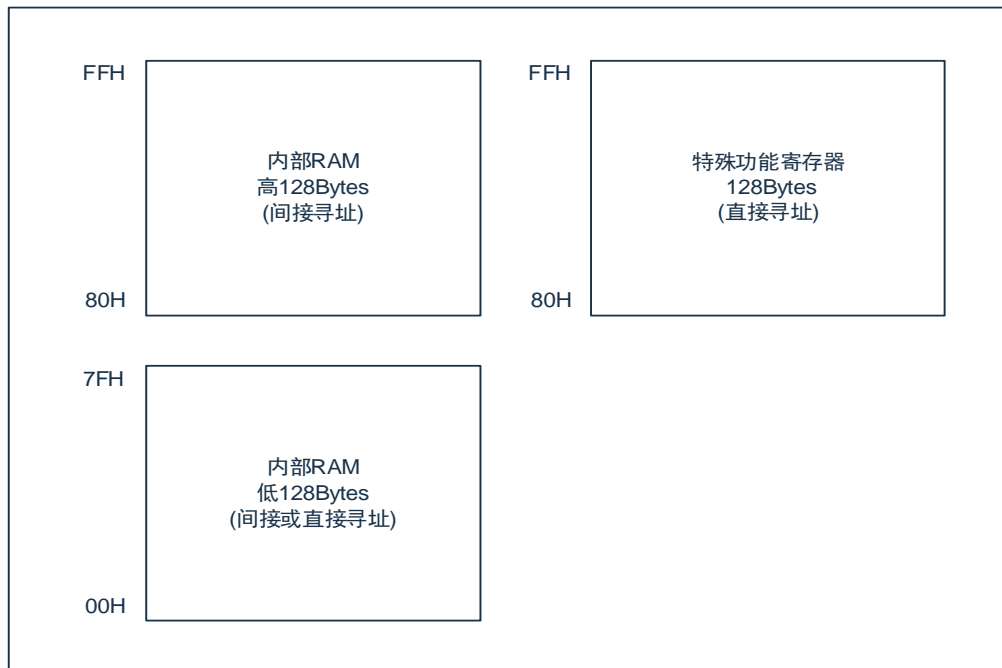 FFH
内部RAM
高128Bytes
(间接寻址)
80H
FFH
特殊功能寄存器
128Bytes
(直接寻址)
80H
7FH
内部RAM
低128Bytes
(间接或直接寻址)
00H